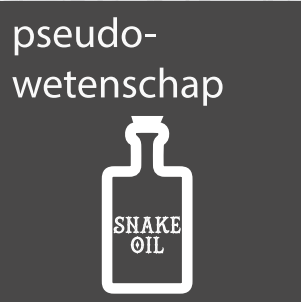 pseudo-
wetenschap
SNAKE
OIL